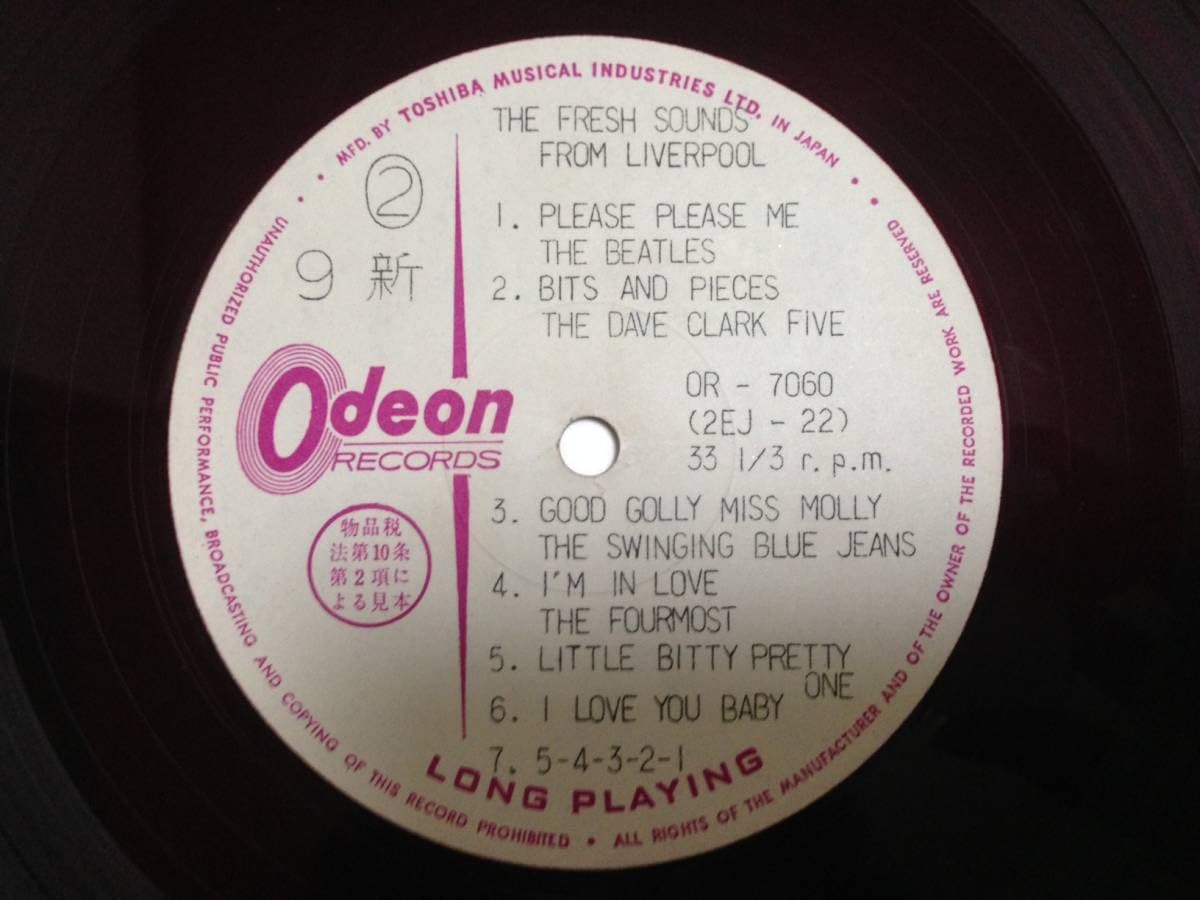 MFD. BY TOSHIBA MUSICAL INDUSTRIES LTD. IN JAPAN
THE FRESH SOUNDS
FROM LIVERPOOL
②
9 新
1. PLEASE PLEASE ME
THE BEATLES
2. BITS AND PIECES
THE DAVE CLARK FIVE
Odeon
RECORDS
OR - 7060
(2EJ - 22)
33 1/3 r.p.m.
物品税
法第10条
第2項に
よる見本
3. GOOD GOLLY MISS MOLLY
THE SWINGING BLUE JEANS
4. I'M IN LOVE
THE FOURMOST
5. LITTLE BITTY PRETTY
ONE
6. I LOVE YOU BABY
7. 5-4-3-2-1
LONG PLAYING
UNAUTHORIZED PUBLIC PERFORMANCE, BROADCASTING AND COPYING OF THIS RECORD PROHIBITED • ALL RIGHTS OF THE MANUFACTURER AND OF THE OWNER OF THE RECORDED WORK ARE RESERVED